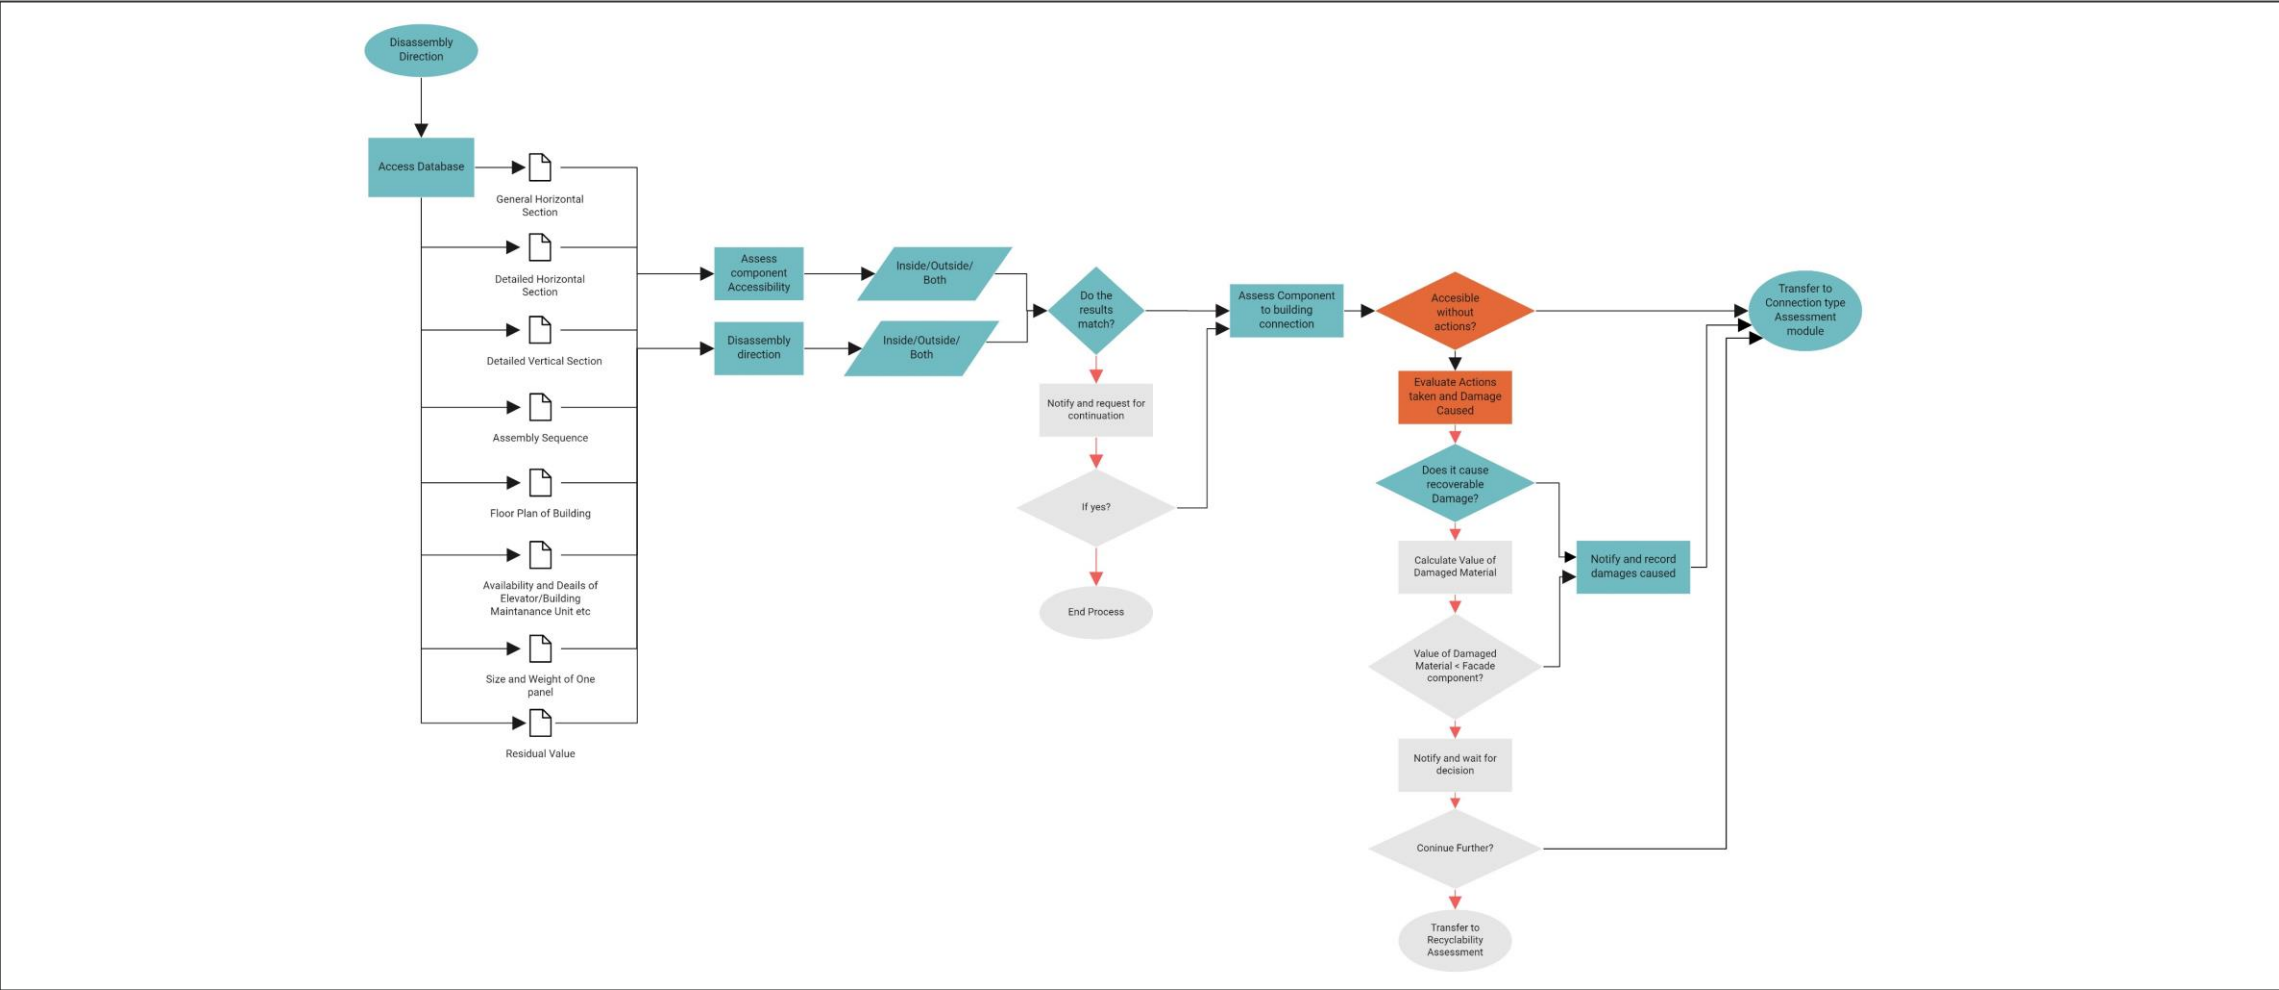 Disassembly
Direction
Access Database
General Horizontal
Section
Detailed Horizontal
Section
Detailed Vertical Section
Assembly Sequence
Floor Plan of Building
Availability and Deails of
Elevator/Building
Maintanance Unit etc
Size and Weight of One
panel
Residual Value
Assess
component
Accessibility
Inside/Outside/
Both
Disassembly
direction
Inside/Outside/
Both
Do the
results
match?
Notify and request for
continuation
If yes?
End Process
Assess Component
to building
connection
Accesible
without
actions?
Evaluate Actions
taken and Damage
Caused
Does it cause
recoverable
Damage?
Calculate Value of
Damaged Material
Value of Damaged
Material < Facade
component?
Notify and wait for
decision
Coninue Further?
Transfer to
Recyclability
Assessment
Notify and record
damages caused
Transfer to
Connection type
Assessment
module